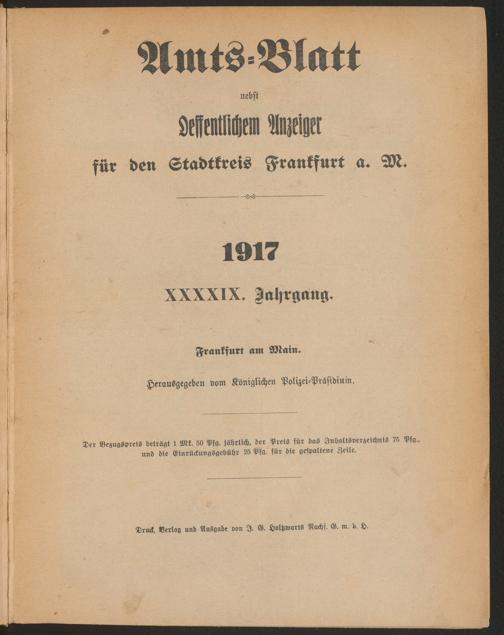 Amts-Blatt
nebst
Oeffentlichem Anzeiger
für den Stadtkreis Frankfurt a. M.
1917
XXXXIX. Jahrgang.
Frankfurt am Main.
Herausgegeben vom Königlichen Polizei-Präsidium.
Der Bezugspreis beträgt 1 Mk. 50 Pfg. jährlich, der Preis für das Inhaltsverzeichnis 75 Pfg.,
und die Einrückungsgebühr 25 Pfg. für die gespaltene Zeile.
Druck, Verlag und Ausgabe von J. G. Holtzwarts Nachf. G. m. b. H.